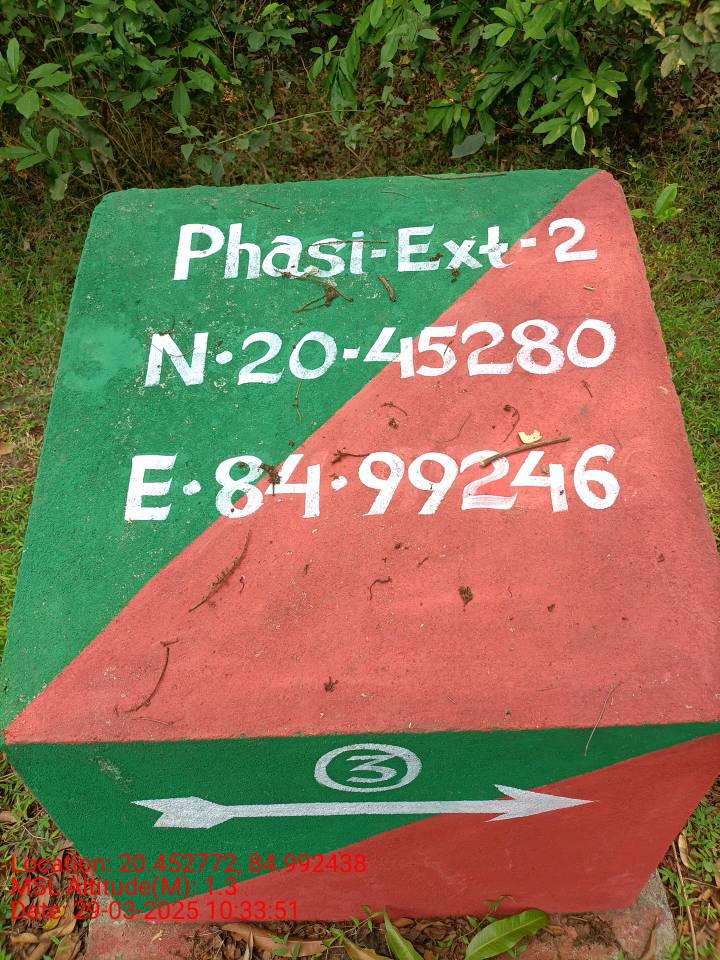 Phasi-Ext-2
N·20·45280
E·84·99246
3
Location: 20.452772, 84.992438
MSL Altitude(M): 1.3
Date: 29-03-2025 10:33:51